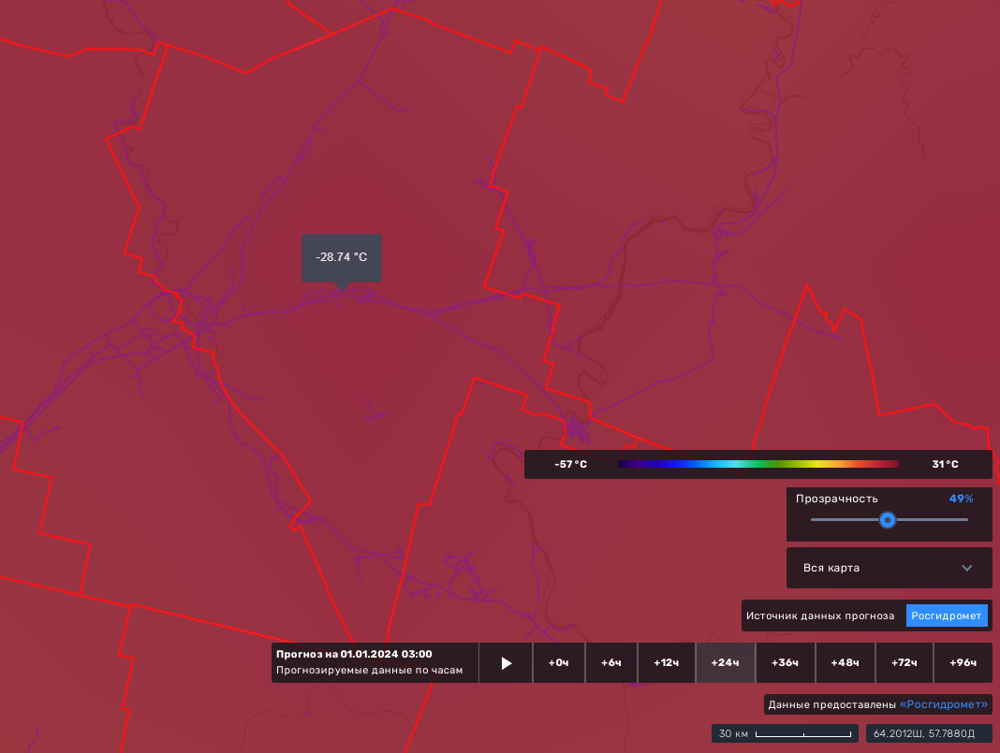 -28.74 °C
-57 °C
31 °C
Прозрачность
49%
Вся карта
Источник данных прогноза
Росгидромет
Прогноз на 01.01.2024 03:00
Прогнозируемые данные по часам
+0ч
+6ч
+12ч
+24ч
+36ч
+48ч
+72ч
+96ч
Данные предоставлены «Росгидромет»
30 км
64.2012Ш, 57.7880Д